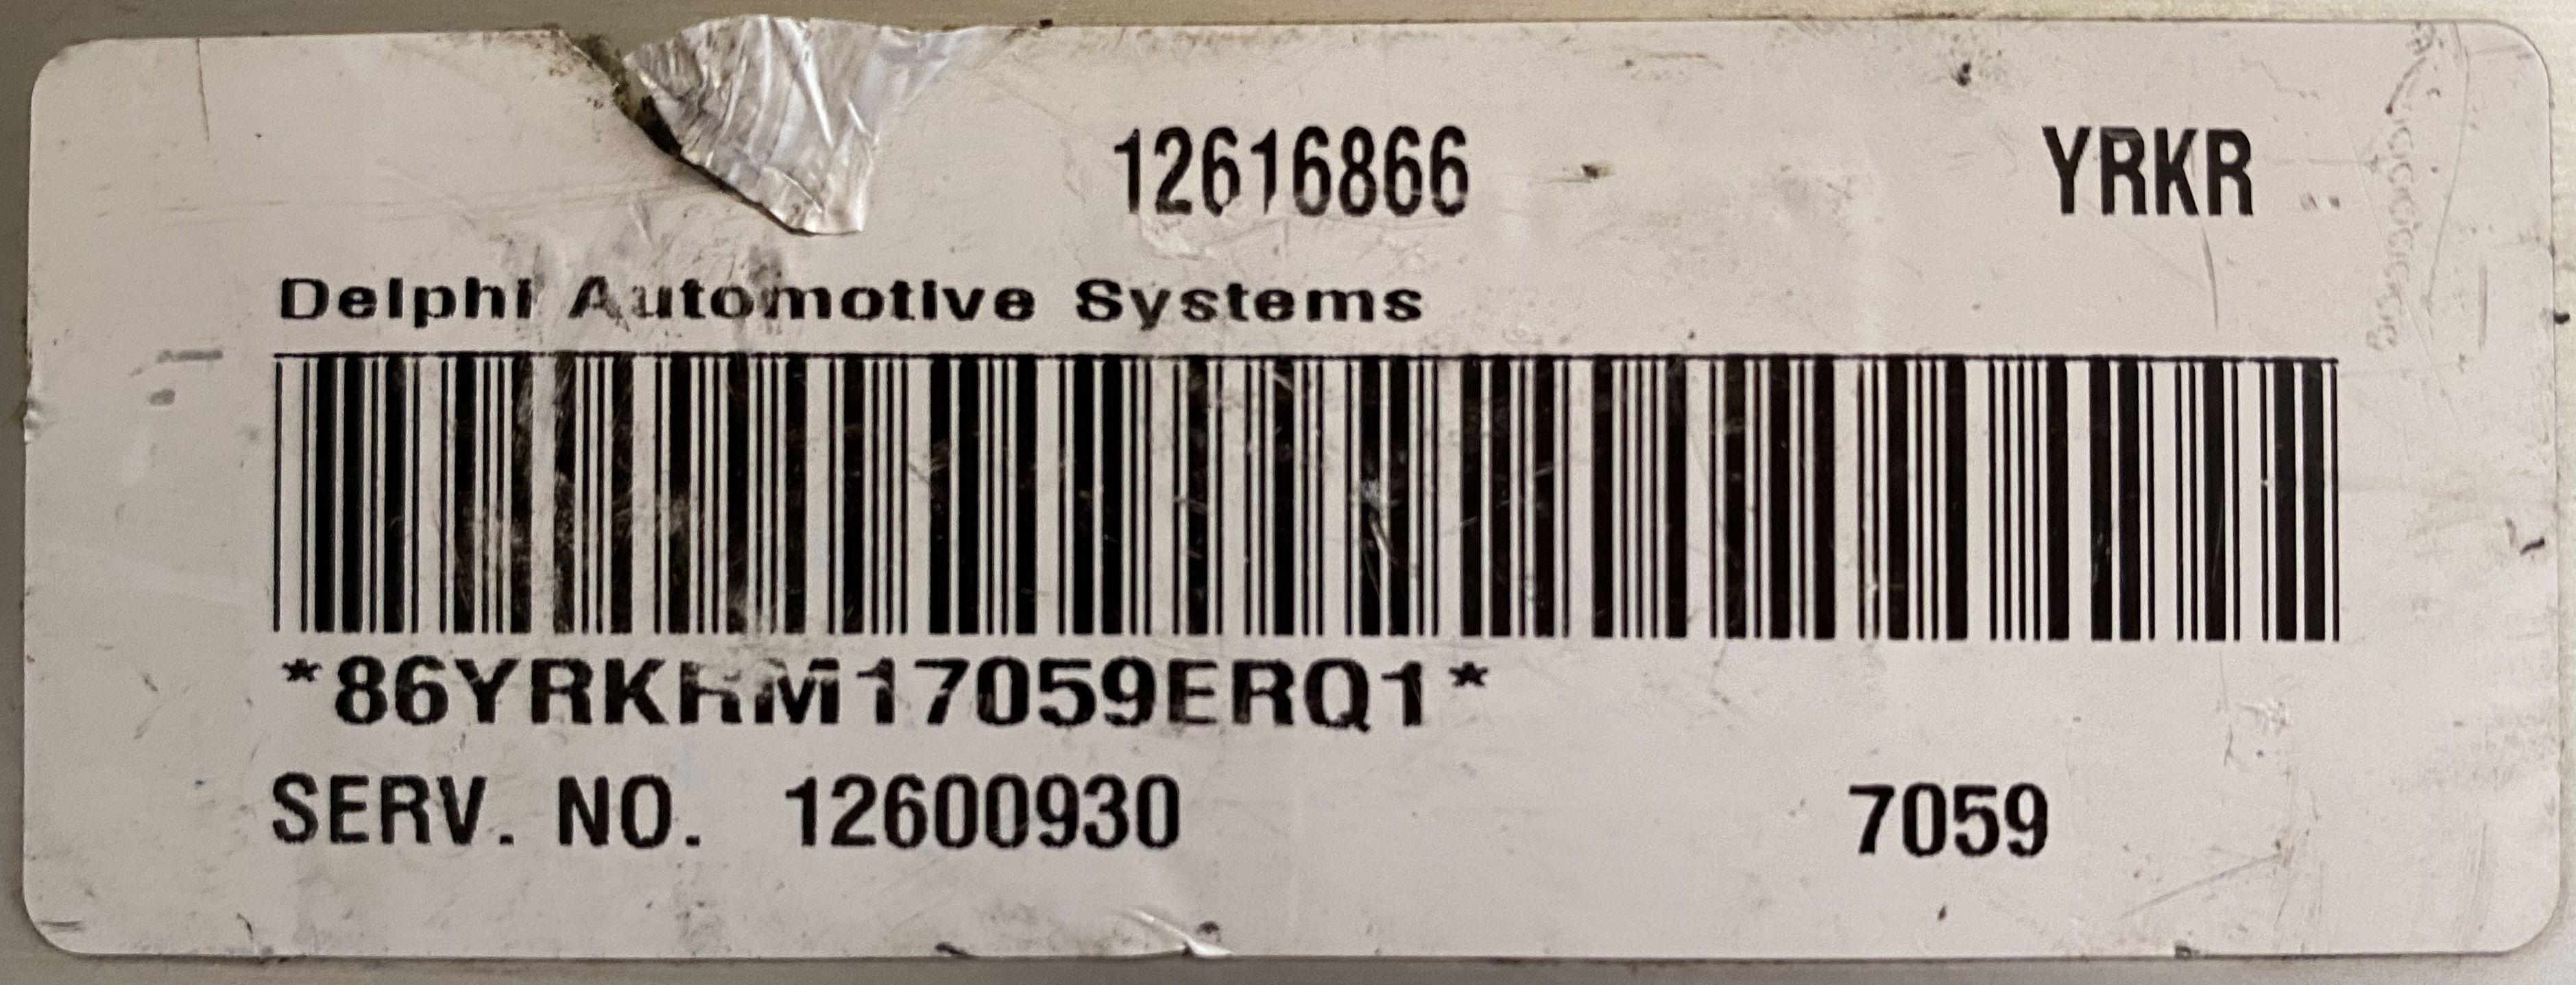 12616866 YRKR
Delphi Automotive Systems
*86YRKRM17059ERQ1*
SERV. NO. 12600930 7059